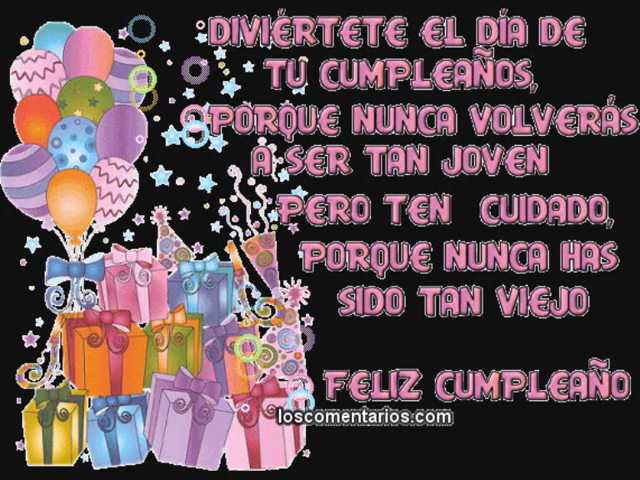 DIVIÉRTETE EL DÍA DE
TU CUMPLEAÑOS,
PORQUE NUNCA VOLVERÁS
A SER TAN JOVEN
PERO TEN CUIDADO,
PORQUE NUNCA HAS
SIDO TAN VIEJO
FELIZ CUMPLEAÑO
loscomentarios.com